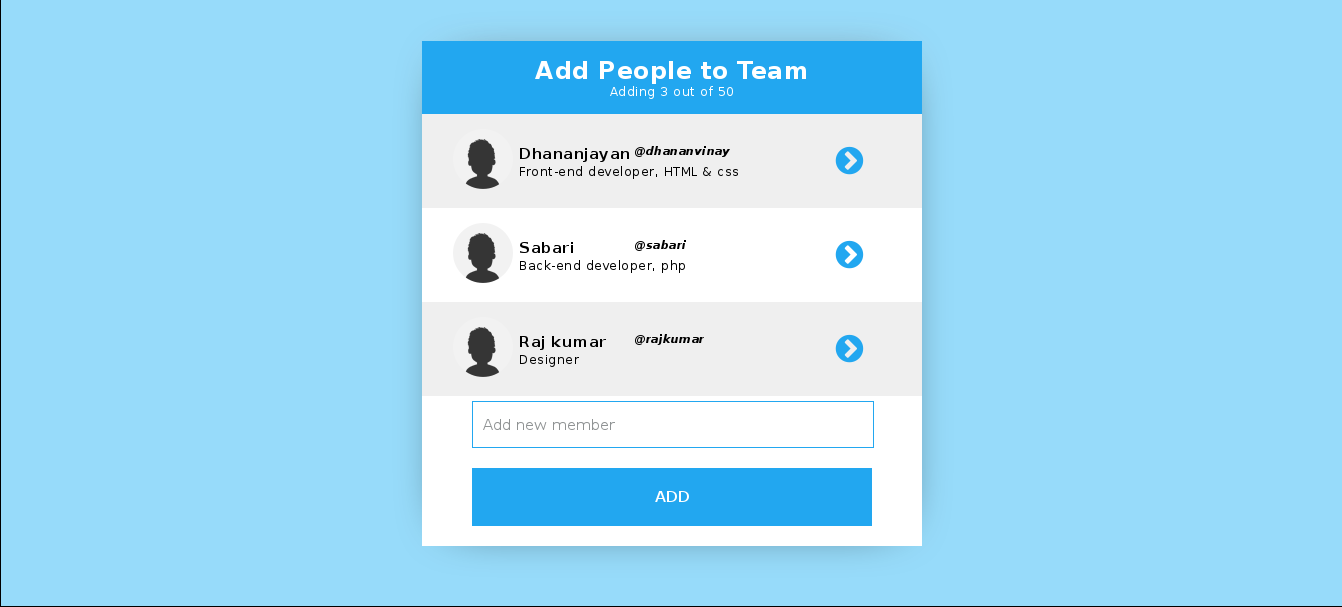 Add People to Team
Adding 3 out of 50
Dhananjayan @dhananvinay
Front-end developer, HTML & css
Sabari @sabari
Back-end developer, php
Raj kumar @rajkumar
Designer
Add new member
ADD